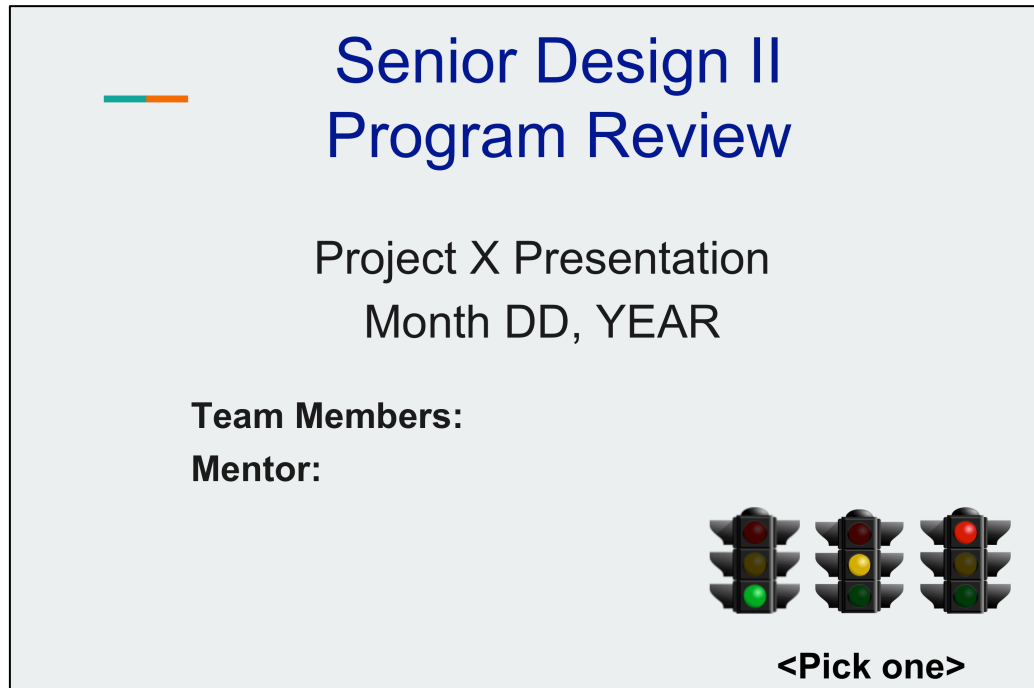 Senior Design II
Program Review
Project X Presentation
Month DD, YEAR
Team Members:
Mentor:
<Pick one>